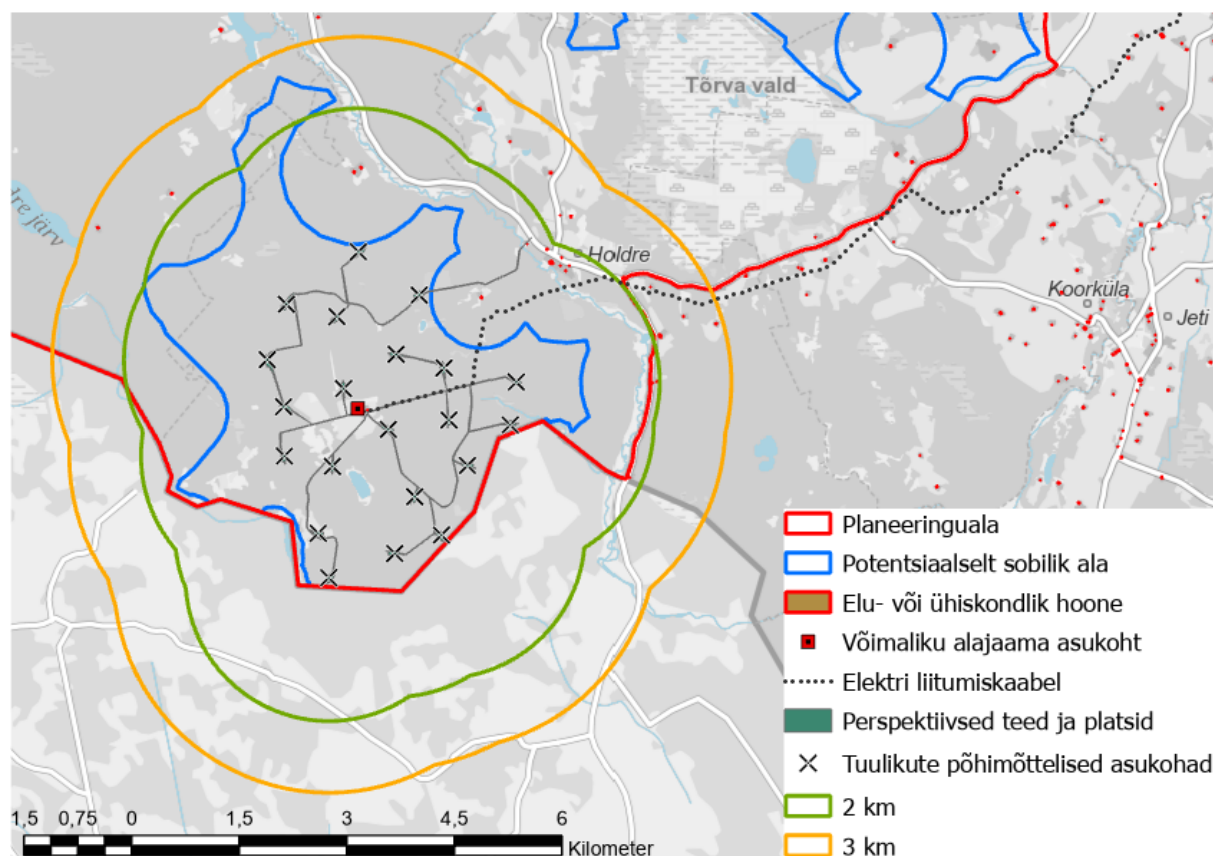 Tõrva vald
dre järv
Holdre
Koorküla
Jeti
Planeeringuala
Potentsiaalselt sobilik ala
Elu- või ühiskondlik hoone
Võimaliku alajaama asukoht
Elektri liitumiskaabel
Perspektiivsed teed ja platsid
Tuulikute põhimõttelised asukohad
2 km
3 km
1,5 0,75 0 1,5 3 4,5 6
Kilometer